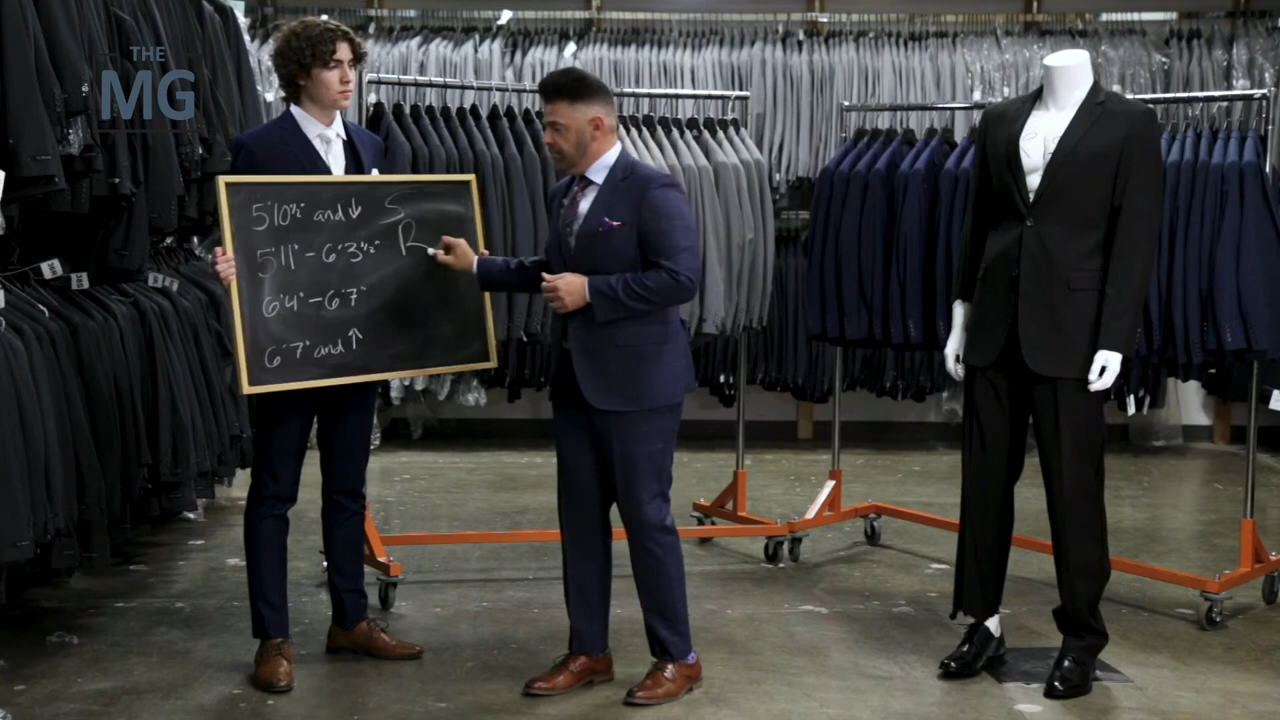 THE
MG
5'10½" and ↓ S
5'11" - 6'3½" R
6'4" - 6'7"
6'7" and ↑